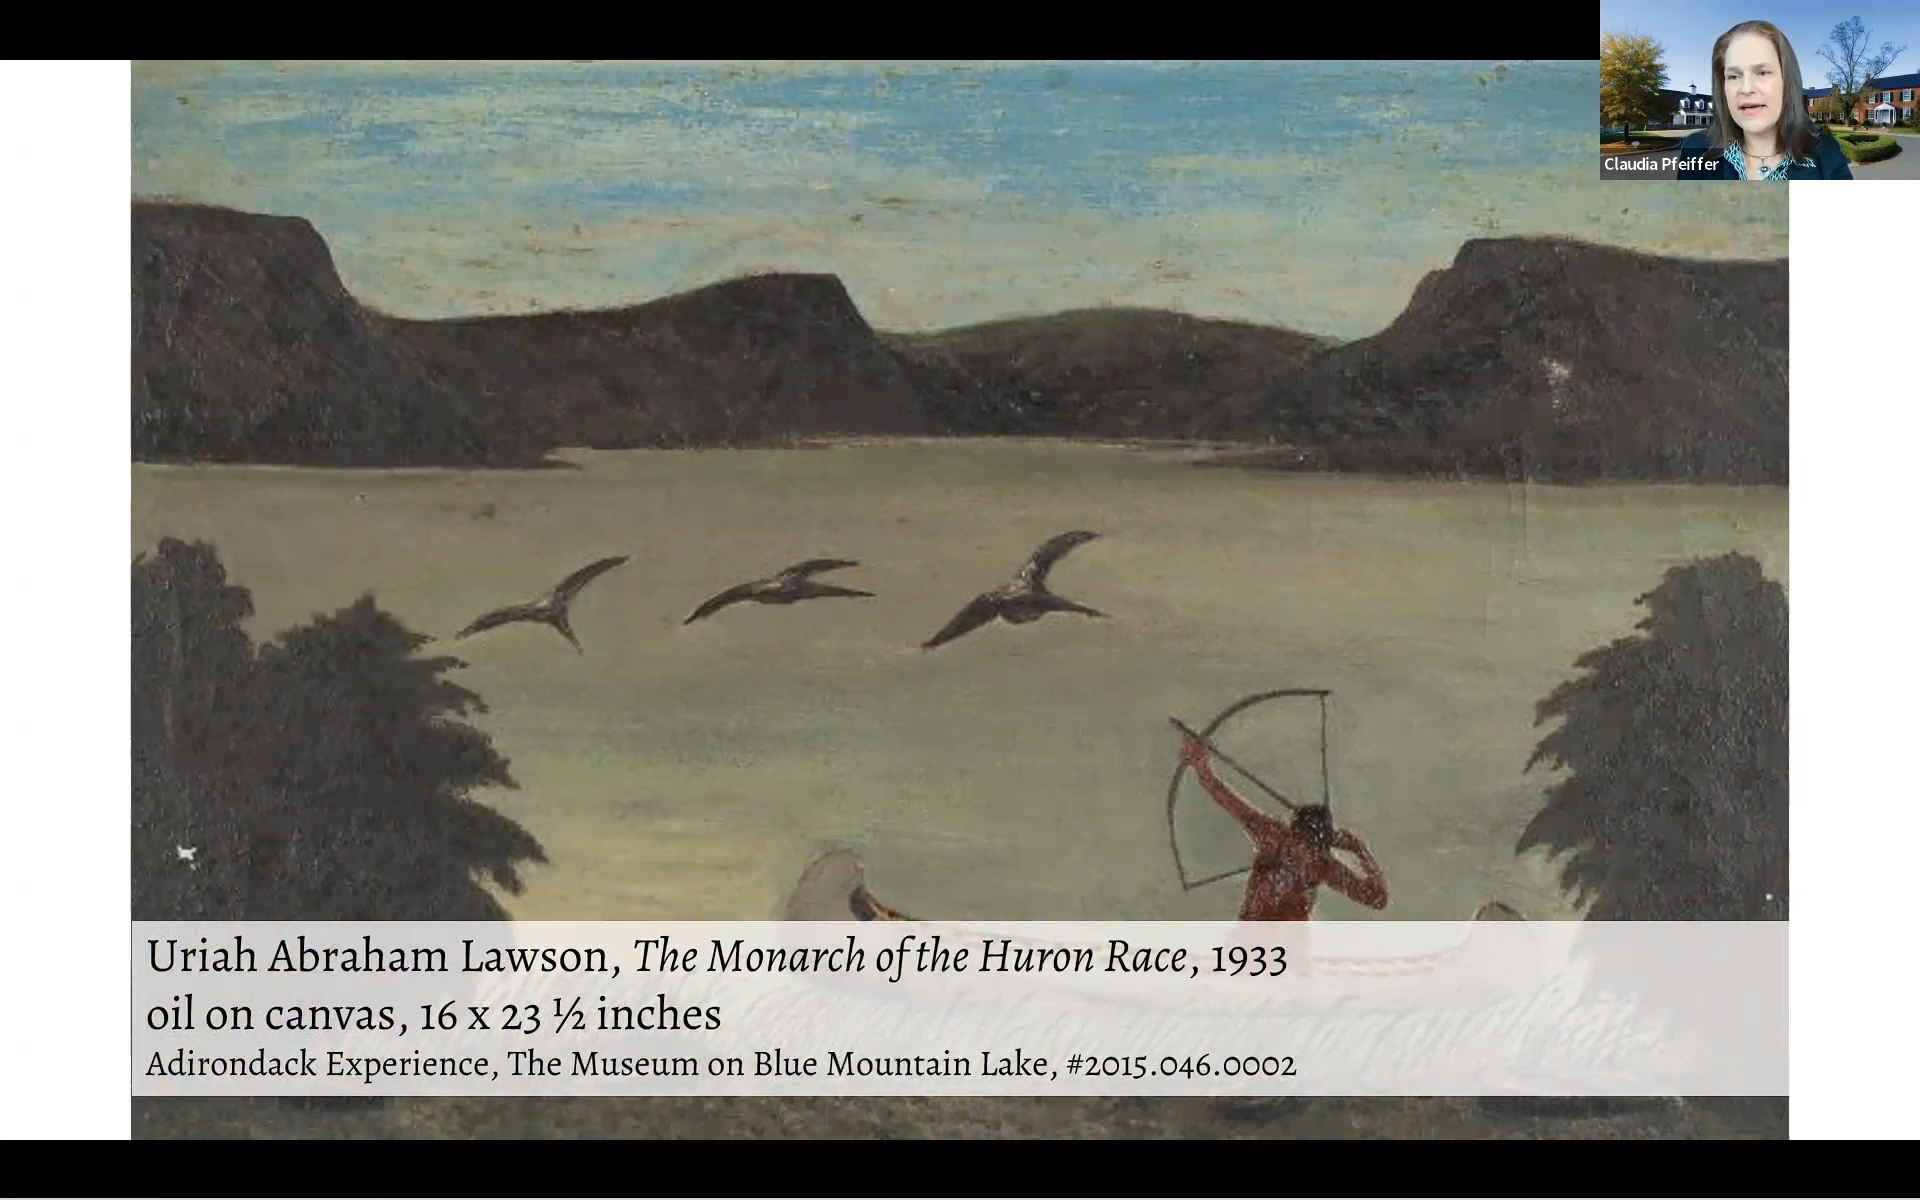 Claudia Pfeiffer
Uriah Abraham Lawson, The Monarch of the Huron Race, 1933
oil on canvas, 16 x 23 ½ inches
Adirondack Experience, The Museum on Blue Mountain Lake, #2015.046.0002